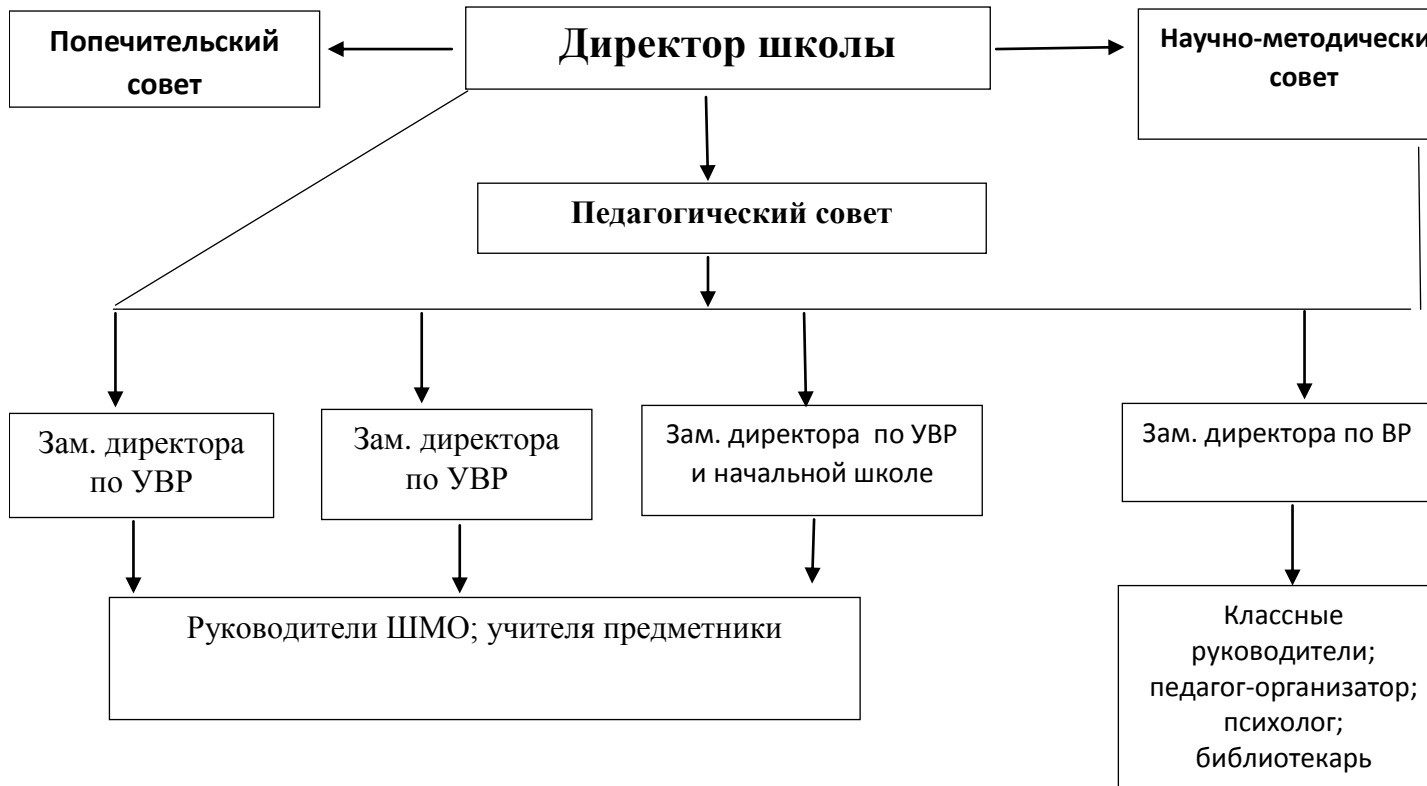 Попечительский
совет
Директор школы
Научно-методически
совет
Педагогический совет
Зам. директора
по УВР
Зам. директора
по УВР
Зам. директора по УВР
и начальной школе
Зам. директора по ВР
Руководители ШМО; учителя предметники
Классные
руководители;
педагог-организатор;
психолог;
библиотекарь